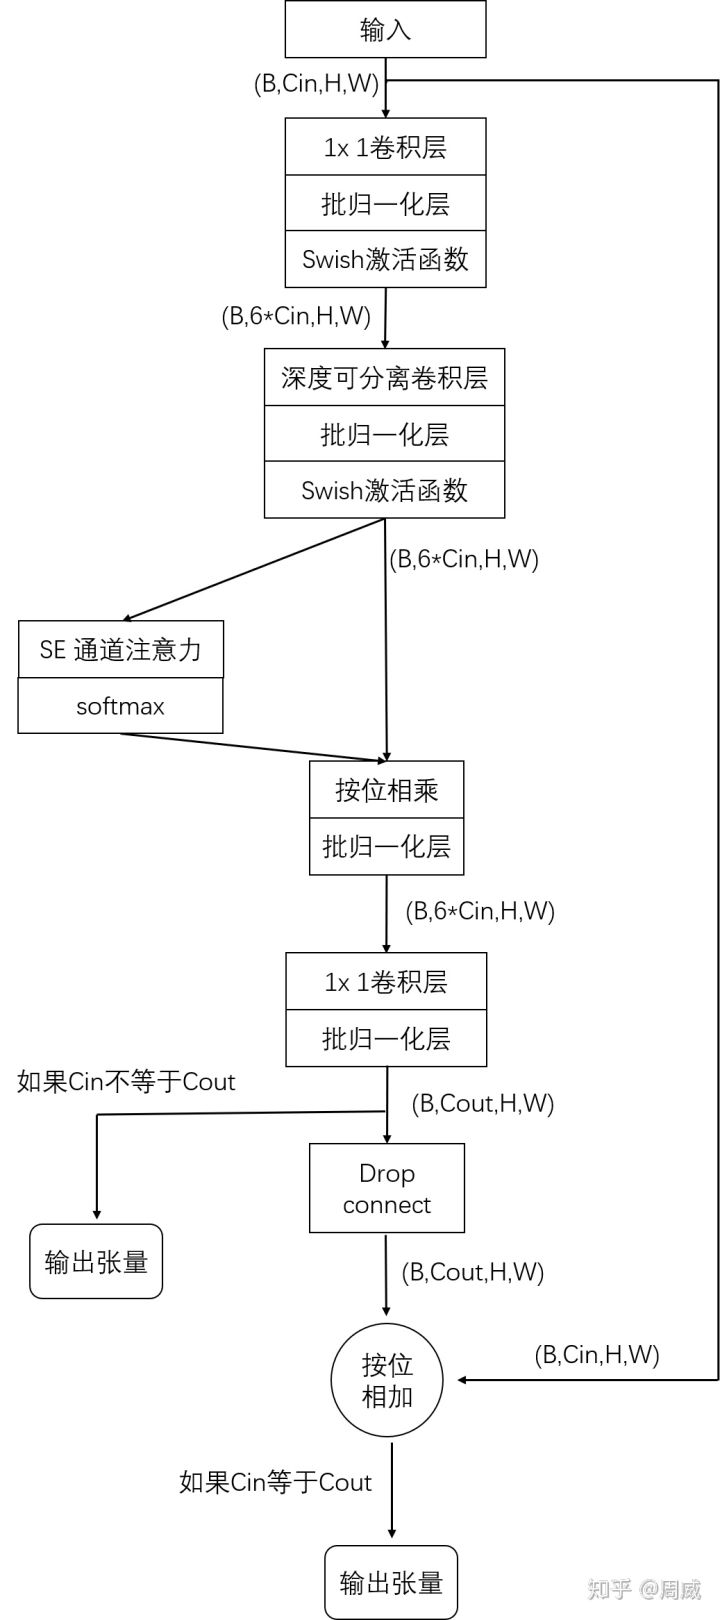 输入
(B,Cin,H,W)
1x 1卷积层
批归一化层
Swish激活函数
(B,6*Cin,H,W)
深度可分离卷积层
批归一化层
Swish激活函数
(B,6*Cin,H,W)
SE 通道注意力
softmax
按位相乘
批归一化层
(B,6*Cin,H,W)
1x 1卷积层
批归一化层
如果Cin不等于Cout
(B,Cout,H,W)
Drop
connect
输出张量
(B,Cout,H,W)
(B,Cin,H,W)
按位
相加
如果Cin等于Cout
输出张量
知乎 @周威